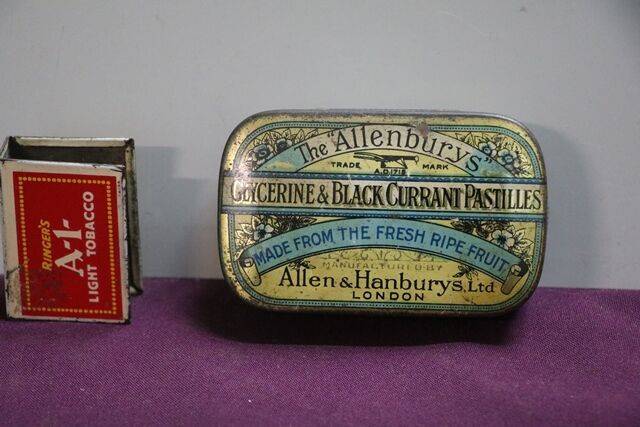 RINGER'S
A-1-
LIGHT TOBACCO
The "Allenburys"
TRADE MARK
A.D. 1715
GLYCERINE & BLACK CURRANT PASTILLES
MADE FROM THE FRESH RIPE FRUIT
MANUFACTURED BY
Allen & Hanburys, Ltd
LONDON